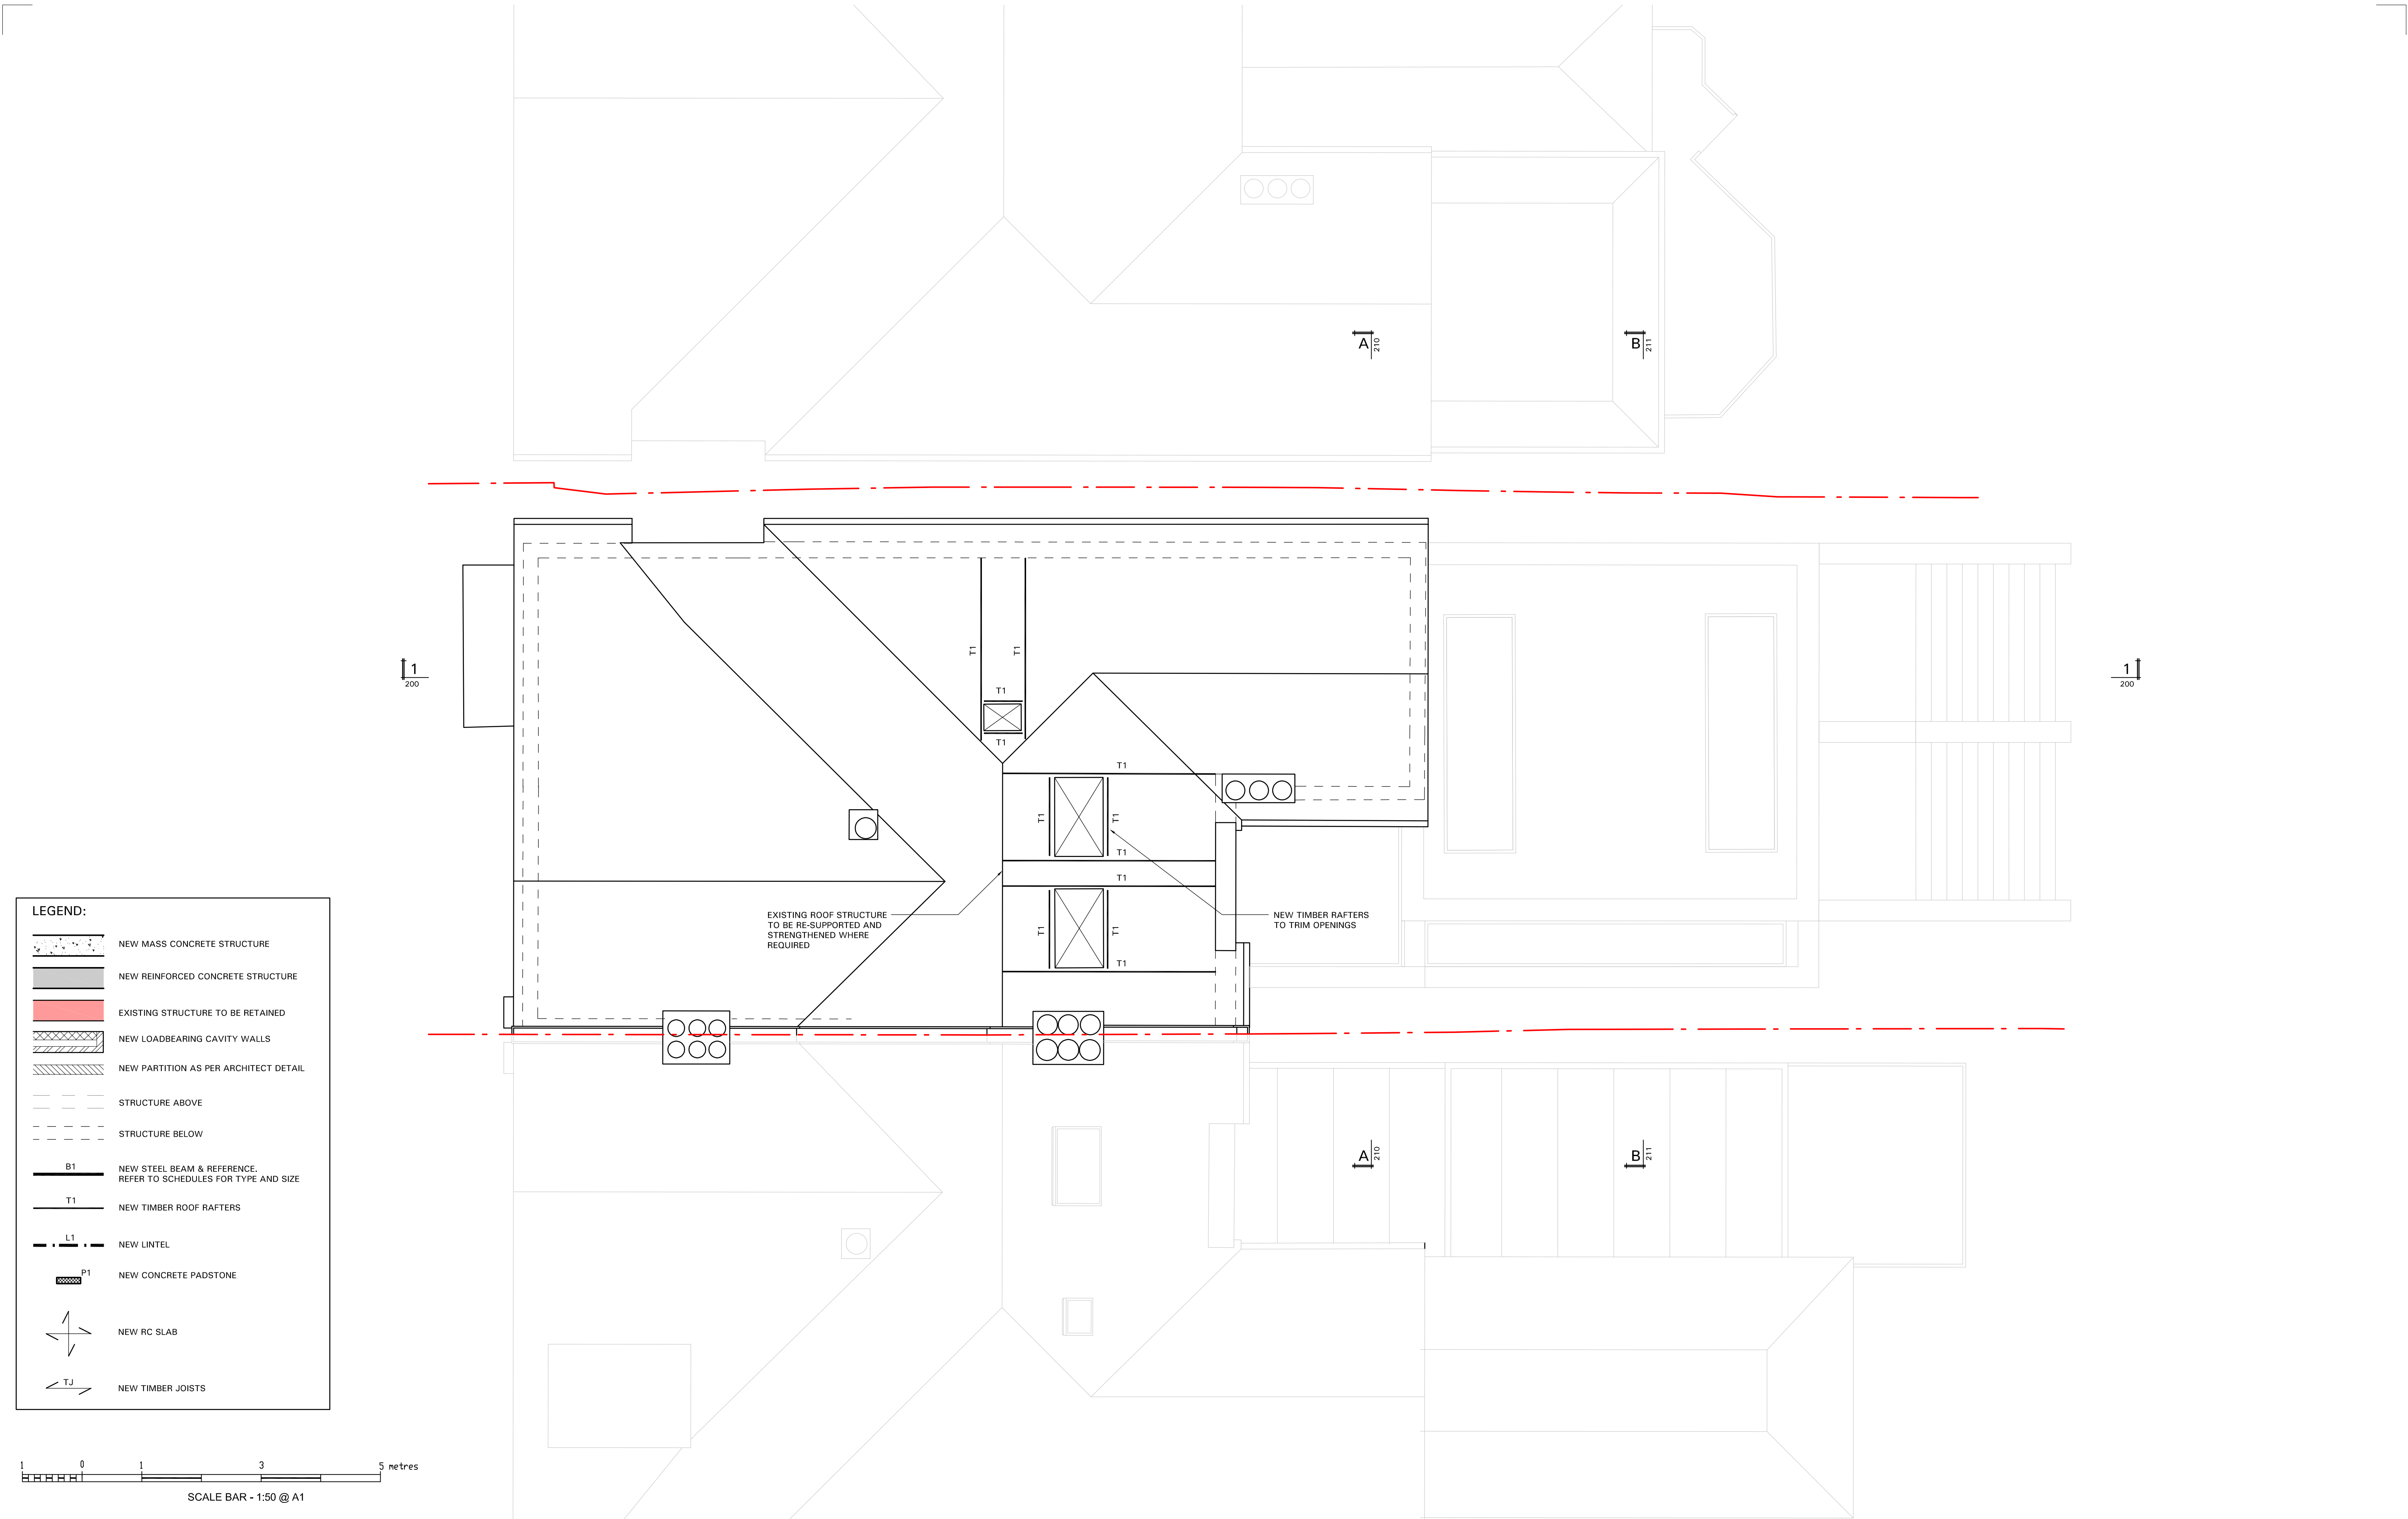 A
210
B
211
1
200
1
200
T1
T1
T1
T1
T1
T1
T1
T1
T1
T1
T1
T1
EXISTING ROOF STRUCTURE
TO BE RE-SUPPORTED AND
STRENGTHENED WHERE
REQUIRED
NEW TIMBER RAFTERS
TO TRIM OPENINGS
A
210
B
211
LEGEND:
NEW MASS CONCRETE STRUCTURE
NEW REINFORCED CONCRETE STRUCTURE
EXISTING STRUCTURE TO BE RETAINED
NEW LOADBEARING CAVITY WALLS
NEW PARTITION AS PER ARCHITECT DETAIL
STRUCTURE ABOVE
STRUCTURE BELOW
B1
NEW STEEL BEAM & REFERENCE.
REFER TO SCHEDULES FOR TYPE AND SIZE
T1
NEW TIMBER ROOF RAFTERS
L1
NEW LINTEL
P1
NEW CONCRETE PADSTONE
NEW RC SLAB
TJ
NEW TIMBER JOISTS
1 0 1 3 5 metres
SCALE BAR - 1:50 @ A1